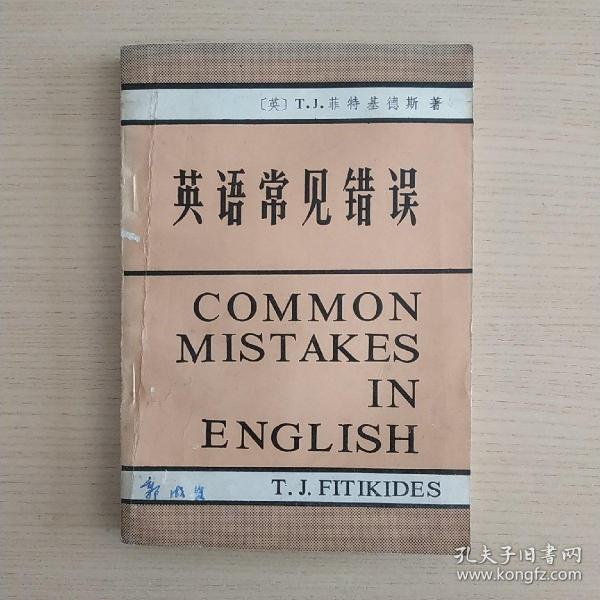 〔英〕T.J.菲特基德斯 著
英语常见错误
COMMON
MISTAKES
IN
ENGLISH
T. J. FITIKIDES
孔夫子旧书网
www.kongfz.com